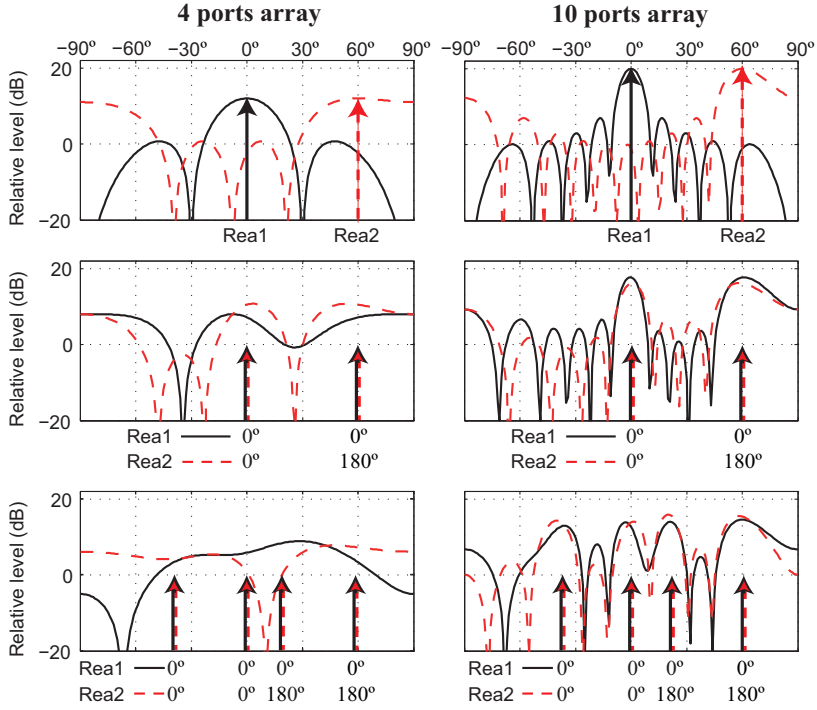 4 ports array 10 ports array
−90º −60º −30º 0º 30º 60º 90º −90º −60º −30º 0º 30º 60º 90º
Relative level (dB) 20 0 −20
Rea1 Rea2 Rea1 Rea2
Relative level (dB) 20 0 −20
Rea1 0º 0º Rea1 0º 0º
Rea2 0º 180º Rea2 0º 180º
Relative level (dB) 20 0 −20
Rea1 0º 0º 0º 0º Rea1 0º 0º 0º 0º
Rea2 0º 0º 180º 180º Rea2 0º 0º 180º 180º